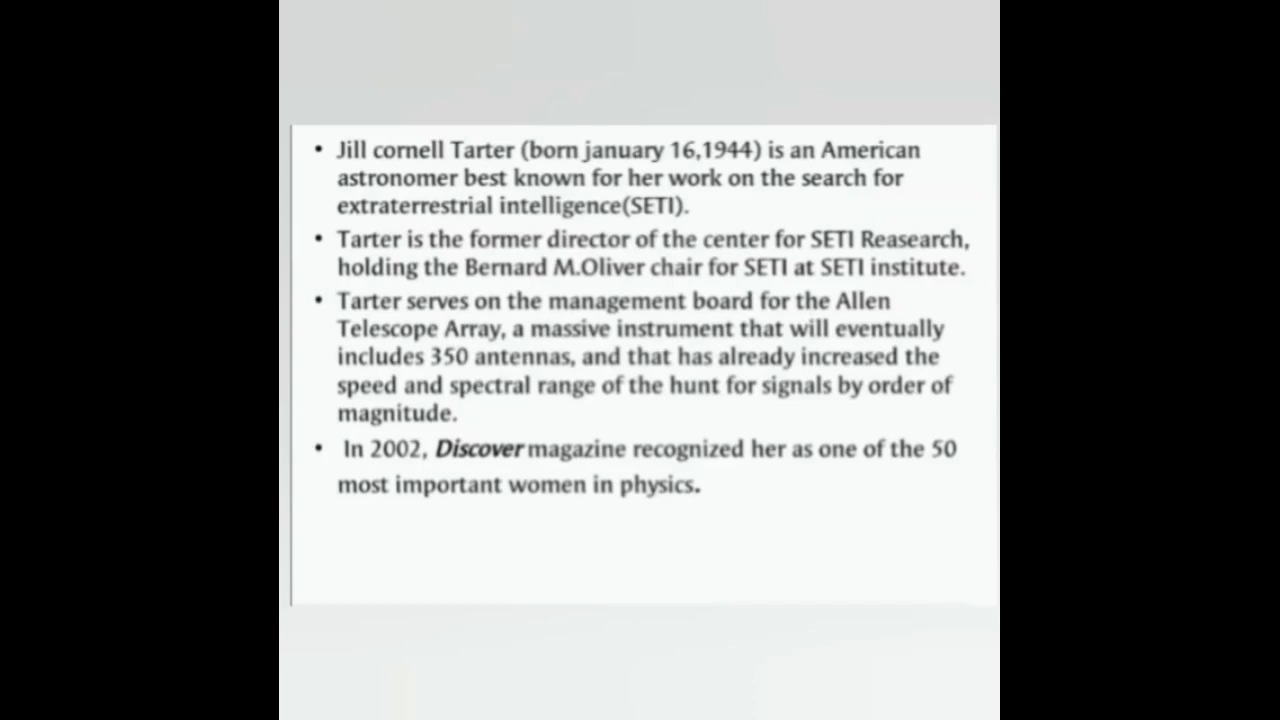 • Jill cornell Tarter (born january 16,1944) is an American
astronomer best known for her work on the search for
extraterrestrial intelligence(SETI).
• Tarter is the former director of the center for SETI Reasearch,
holding the Bernard M.Oliver chair for SETI at SETI institute.
• Tarter serves on the management board for the Allen
Telescope Array, a massive instrument that will eventually
includes 350 antennas, and that has already increased the
speed and spectral range of the hunt for signals by order of
magnitude.
• In 2002, Discover magazine recognized her as one of the 50
most important women in physics.